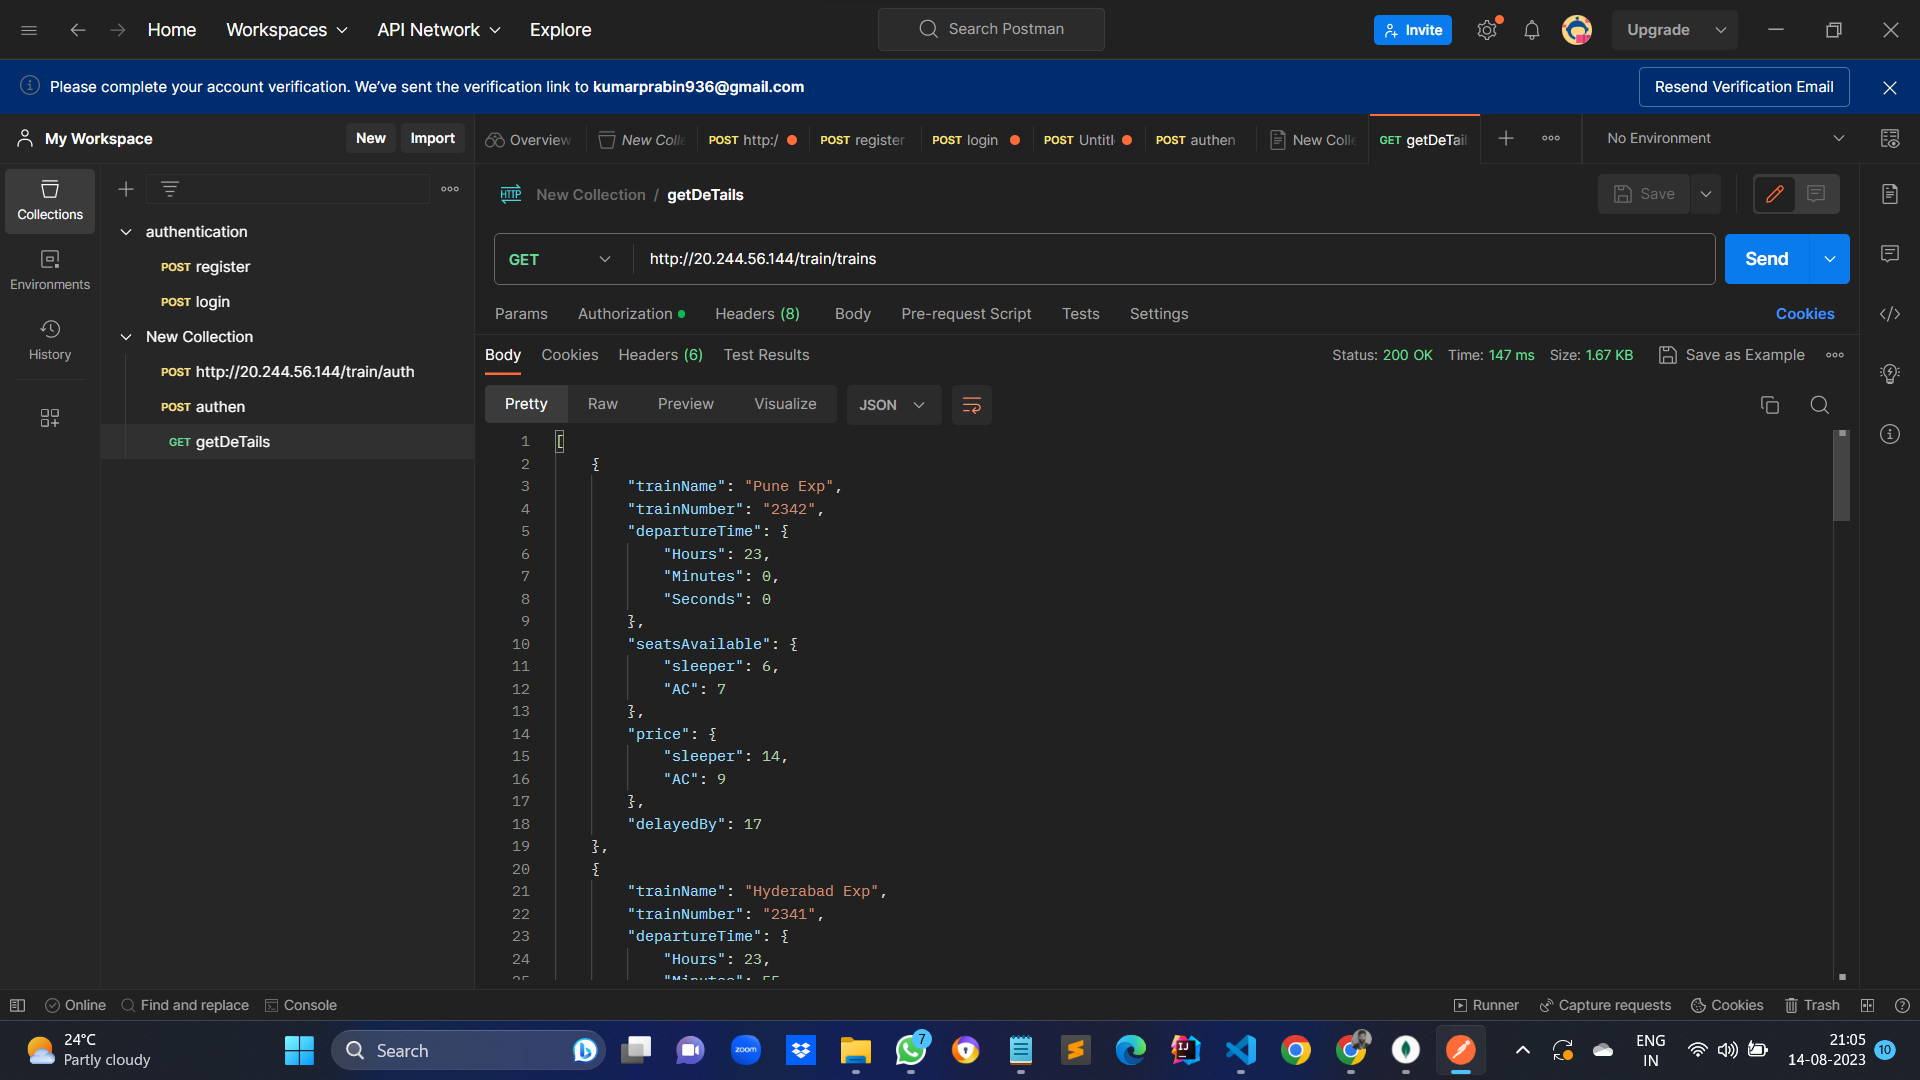 Home Workspaces API Network Explore Search Postman Invite Upgrade
Please complete your account verification. We've sent the verification link to kumarprabin936@gmail.com Resend Verification Email
My Workspace New Import Overview New Colle POST http:/ POST register POST login POST Untitl POST authen New Colle GET getDeTail No Environment
Collections
Environments
History
authentication
POST register
POST login
New Collection
POST http://20.244.56.144/train/auth
POST authen
GET getDeTails
HTTP New Collection / getDeTails Save
GET http://20.244.56.144/train/trains Send
Params Authorization Headers (8) Body Pre-request Script Tests Settings Cookies
Body Cookies Headers (6) Test Results Status: 200 OK Time: 147 ms Size: 1.67 KB Save as Example
Pretty Raw Preview Visualize JSON
1 [
2 {
3 "trainName": "Pune Exp",
4 "trainNumber": "2342",
5 "departureTime": {
6 "Hours": 23,
7 "Minutes": 0,
8 "Seconds": 0
9 },
10 "seatsAvailable": {
11 "sleeper": 6,
12 "AC": 7
13 },
14 "price": {
15 "sleeper": 14,
16 "AC": 9
17 },
18 "delayedBy": 17
19 },
20 {
21 "trainName": "Hyderabad Exp",
22 "trainNumber": "2341",
23 "departureTime": {
24 "Hours": 23,
25 "Minutes": 55
Online Find and replace Console Runner Capture requests Cookies Trash
24°C
Partly cloudy
Search
zoom
7
ENG
IN
21:05
14-08-2023
10